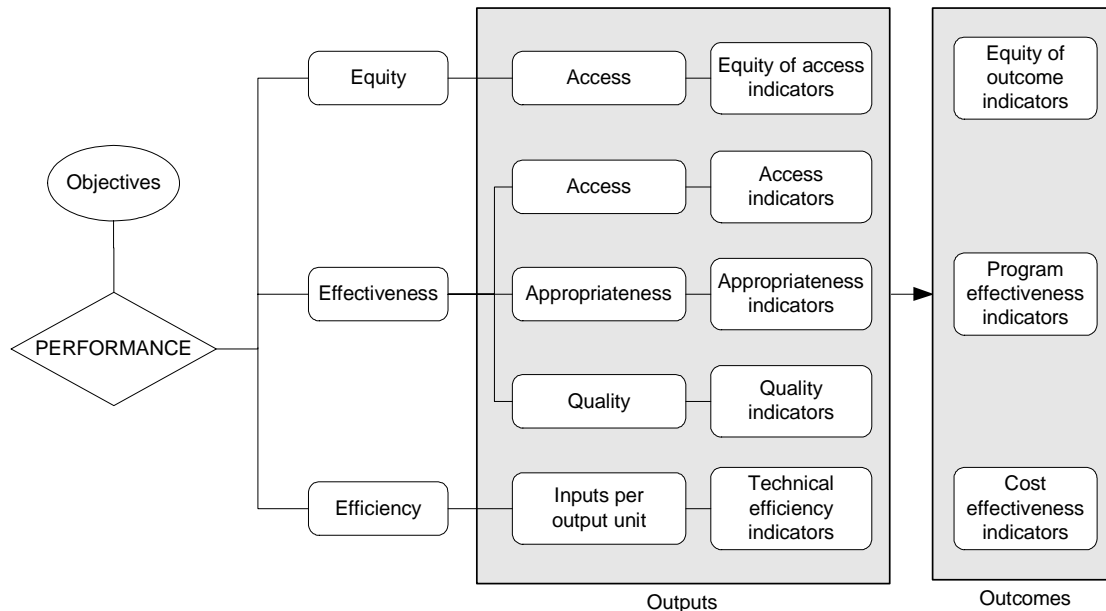 Objectives
PERFORMANCE
Equity
Access
Equity of access
indicators
Equity of
outcome
indicators
Access
Access
indicators
Effectiveness
Appropriateness
Appropriateness
indicators
Program
effectiveness
indicators
Quality
Quality
indicators
Efficiency
Inputs per
output unit
Technical
efficiency
indicators
Cost
effectiveness
indicators
Outputs
Outcomes